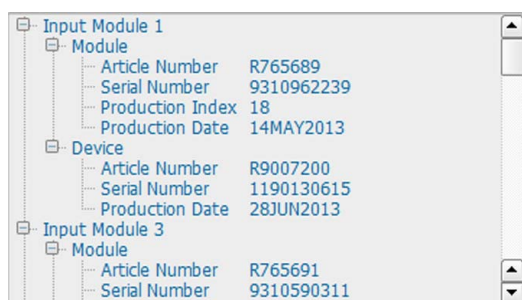 Input Module 1
Module
Article Number R765689
Serial Number 9310962239
Production Index 18
Production Date 14MAY2013
Device
Article Number R9007200
Serial Number 1190130615
Production Date 28JUN2013
Input Module 3
Module
Article Number R765691
Serial Number 9310590311